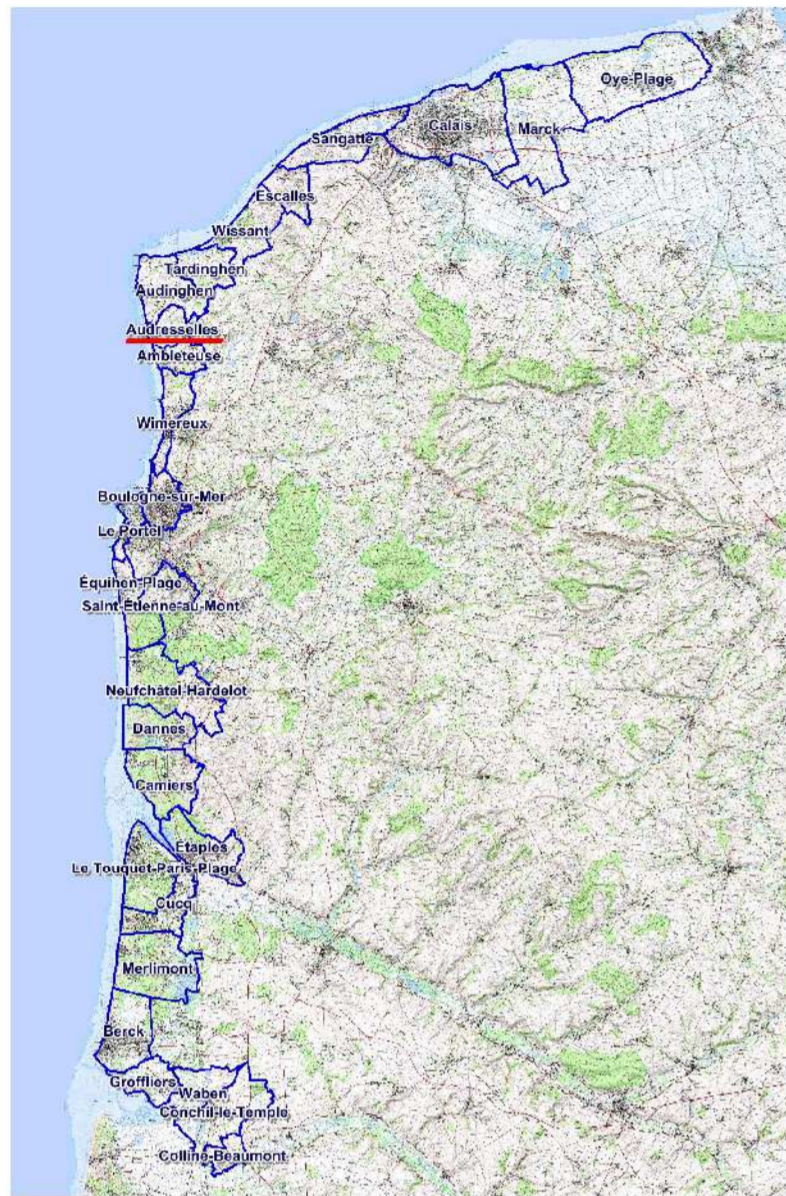 Oye-Plage
Calais
Marck
Sangatte
Escalles
Wissant
Tardinghen
Audinghen
Audresselles
Ambleteuse
Wimereux
Boulogne-sur-Mer
Le Portel
Équihen-Plage
Saint-Étienne-au-Mont
Neufchâtel-Hardelot
Dannes
Camiers
Étaples
Le Touquet-Paris-Plage
Cucq
Merlimont
Berck
Groffliers
Waben
Conchil-le-Temple
Colline-Beaumont